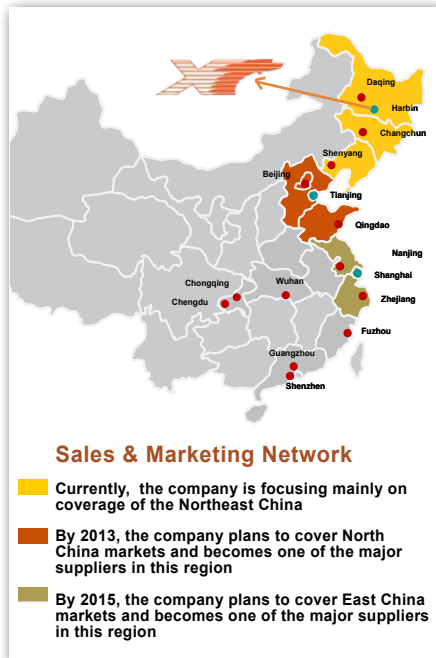 Daqing
Harbin
Changchun
Shenyang
Beijing
Tianjing
Qingdao
Nanjing
Shanghai
Chongqing
Wuhan
Chengdu
Zhejiang
Fuzhou
Guangzhou
Shenzhen
Sales & Marketing Network
Currently, the company is focusing mainly on
coverage of the Northeast China
By 2013, the company plans to cover North
China markets and becomes one of the major
suppliers in this region
By 2015, the company plans to cover East China
markets and becomes one of the major suppliers
in this region